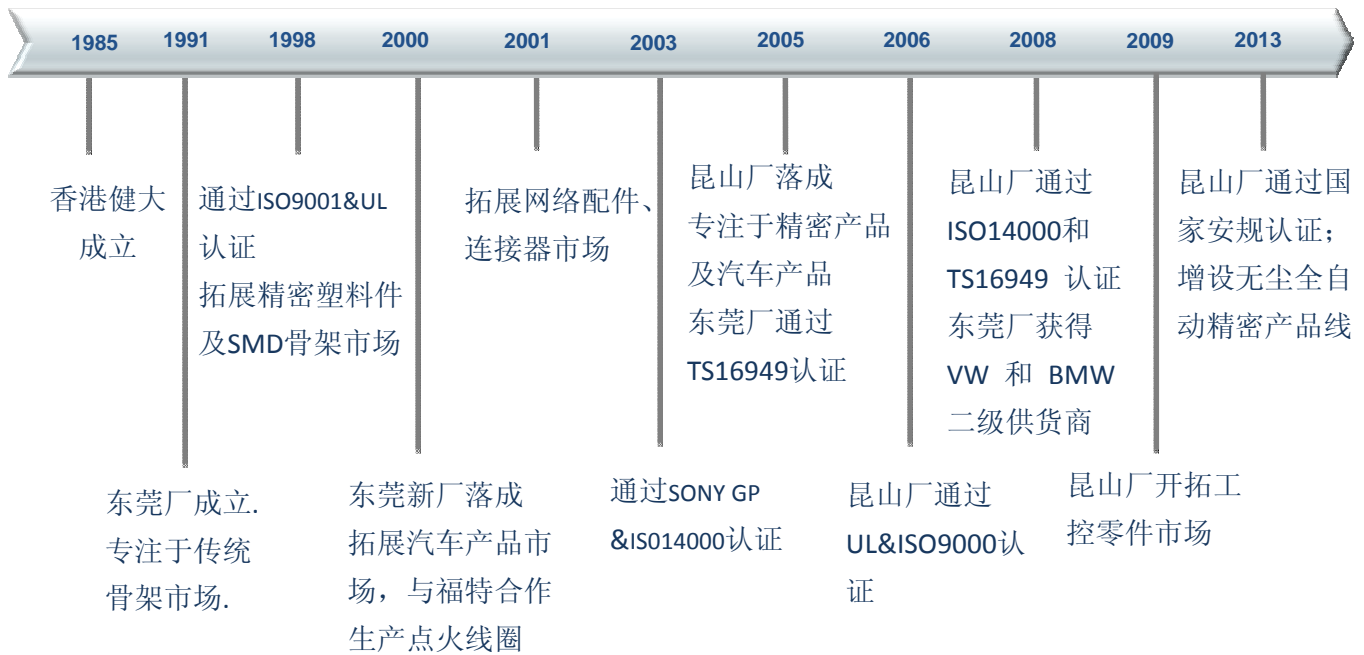 1985 1991 1998 2000 2001 2003 2005 2006 2008 2009 2013
香港健大
成立
东莞厂成立.
专注于传统
骨架市场.
通过ISO9001&UL
认证
拓展精密塑料件
及SMD骨架市场
东莞新厂落成
拓展汽车产品市
场，与福特合作
生产点火线圈
拓展网络配件、
连接器市场
通过SONY GP
&IS014000认证
昆山厂落成
专注于精密产品
及汽车产品
东莞厂通过
TS16949认证
昆山厂通过
UL&ISO9000认
证
昆山厂通过
ISO14000和
TS16949 认证
东莞厂获得
VW 和 BMW
二级供货商
昆山厂开拓工
控零件市场
昆山厂通过国
家安规认证；
增设无尘全自
动精密产品线